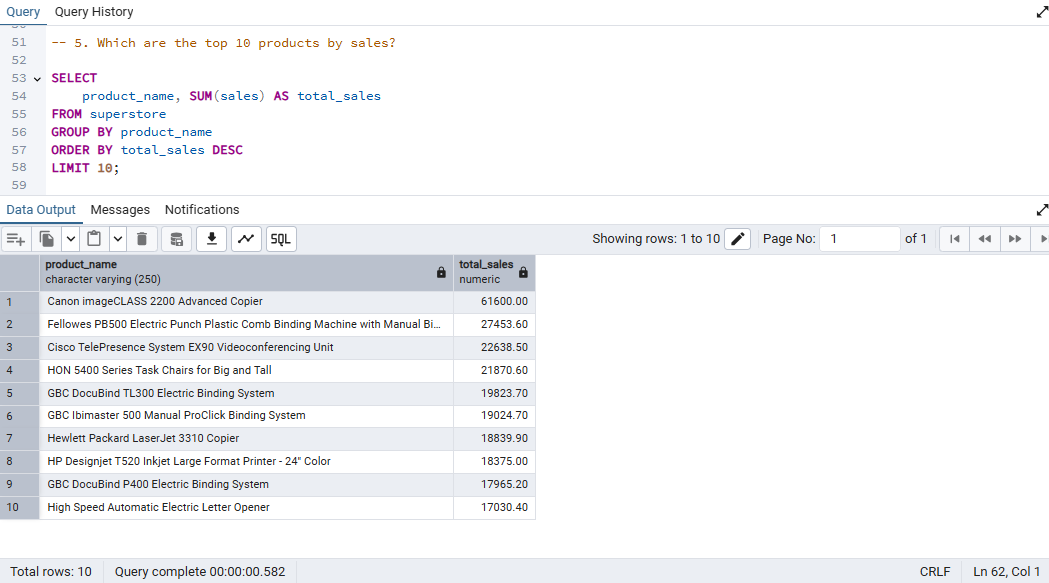 Query Query History
51 -- 5. Which are the top 10 products by sales?
52
53 SELECT
54 product_name, SUM(sales) AS total_sales
55 FROM superstore
56 GROUP BY product_name
57 ORDER BY total_sales DESC
58 LIMIT 10;
59
Data Output Messages Notifications
SQL Showing rows: 1 to 10 Page No: 1 of 1
product_name total_sales
character varying (250) numeric
1 Canon imageCLASS 2200 Advanced Copier 61600.00
2 Fellowes PB500 Electric Punch Plastic Comb Binding Machine with Manual Bi... 27453.60
3 Cisco TelePresence System EX90 Videoconferencing Unit 22638.50
4 HON 5400 Series Task Chairs for Big and Tall 21870.60
5 GBC DocuBind TL300 Electric Binding System 19823.70
6 GBC Ibimaster 500 Manual ProClick Binding System 19024.70
7 Hewlett Packard LaserJet 3310 Copier 18839.90
8 HP Designjet T520 Inkjet Large Format Printer - 24" Color 18375.00
9 GBC DocuBind P400 Electric Binding System 17965.20
10 High Speed Automatic Electric Letter Opener 17030.40
Total rows: 10 Query complete 00:00:00.582 CRLF Ln 62, Col 1